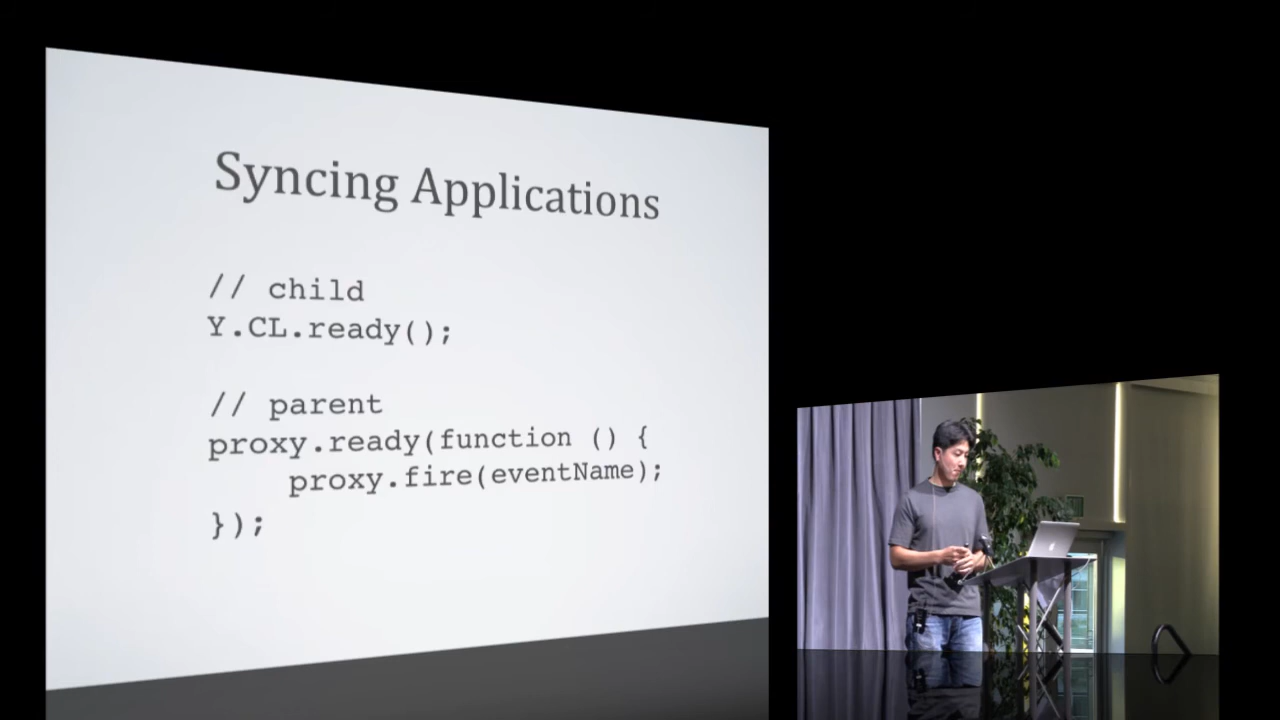 Syncing Applications
// child
Y.CL.ready();
// parent
proxy.ready(function () {
    proxy.fire(eventName);
});